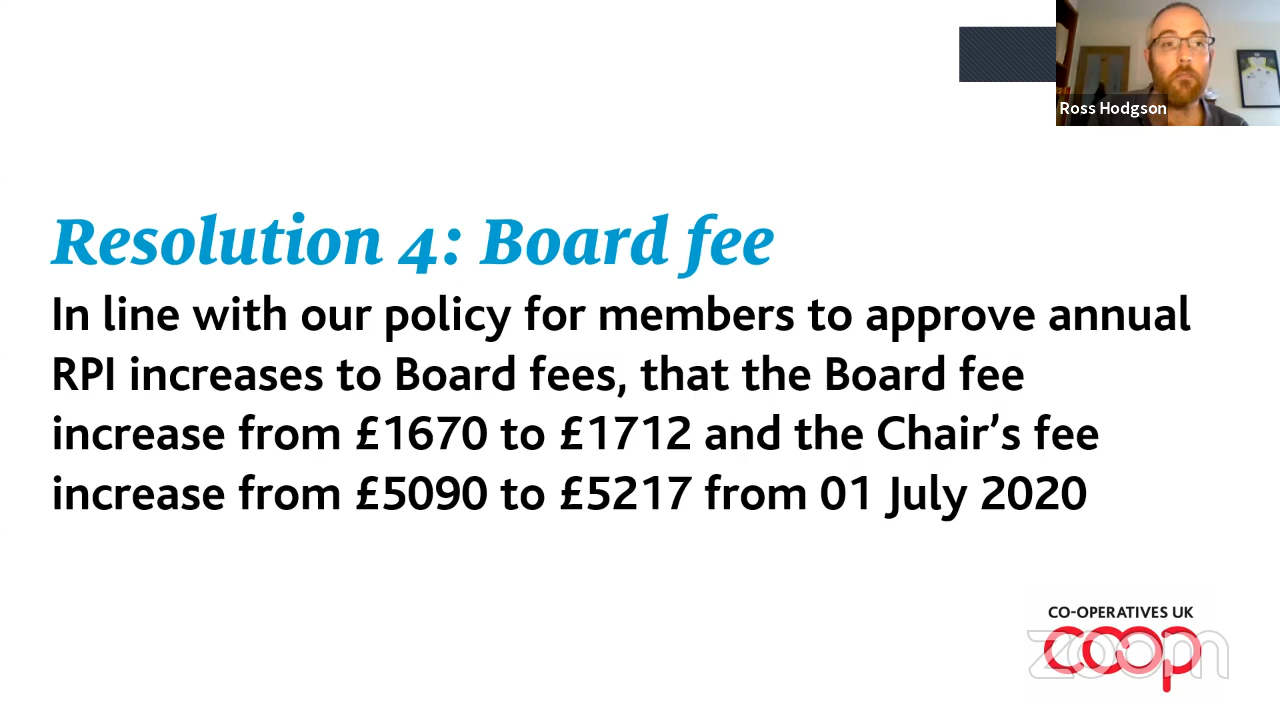 Ross Hodgson
Resolution 4: Board fee
In line with our policy for members to approve annual
RPI increases to Board fees, that the Board fee
increase from £1670 to £1712 and the Chair’s fee
increase from £5090 to £5217 from 01 July 2020
CO-OPERATIVES UK
coop
zoom